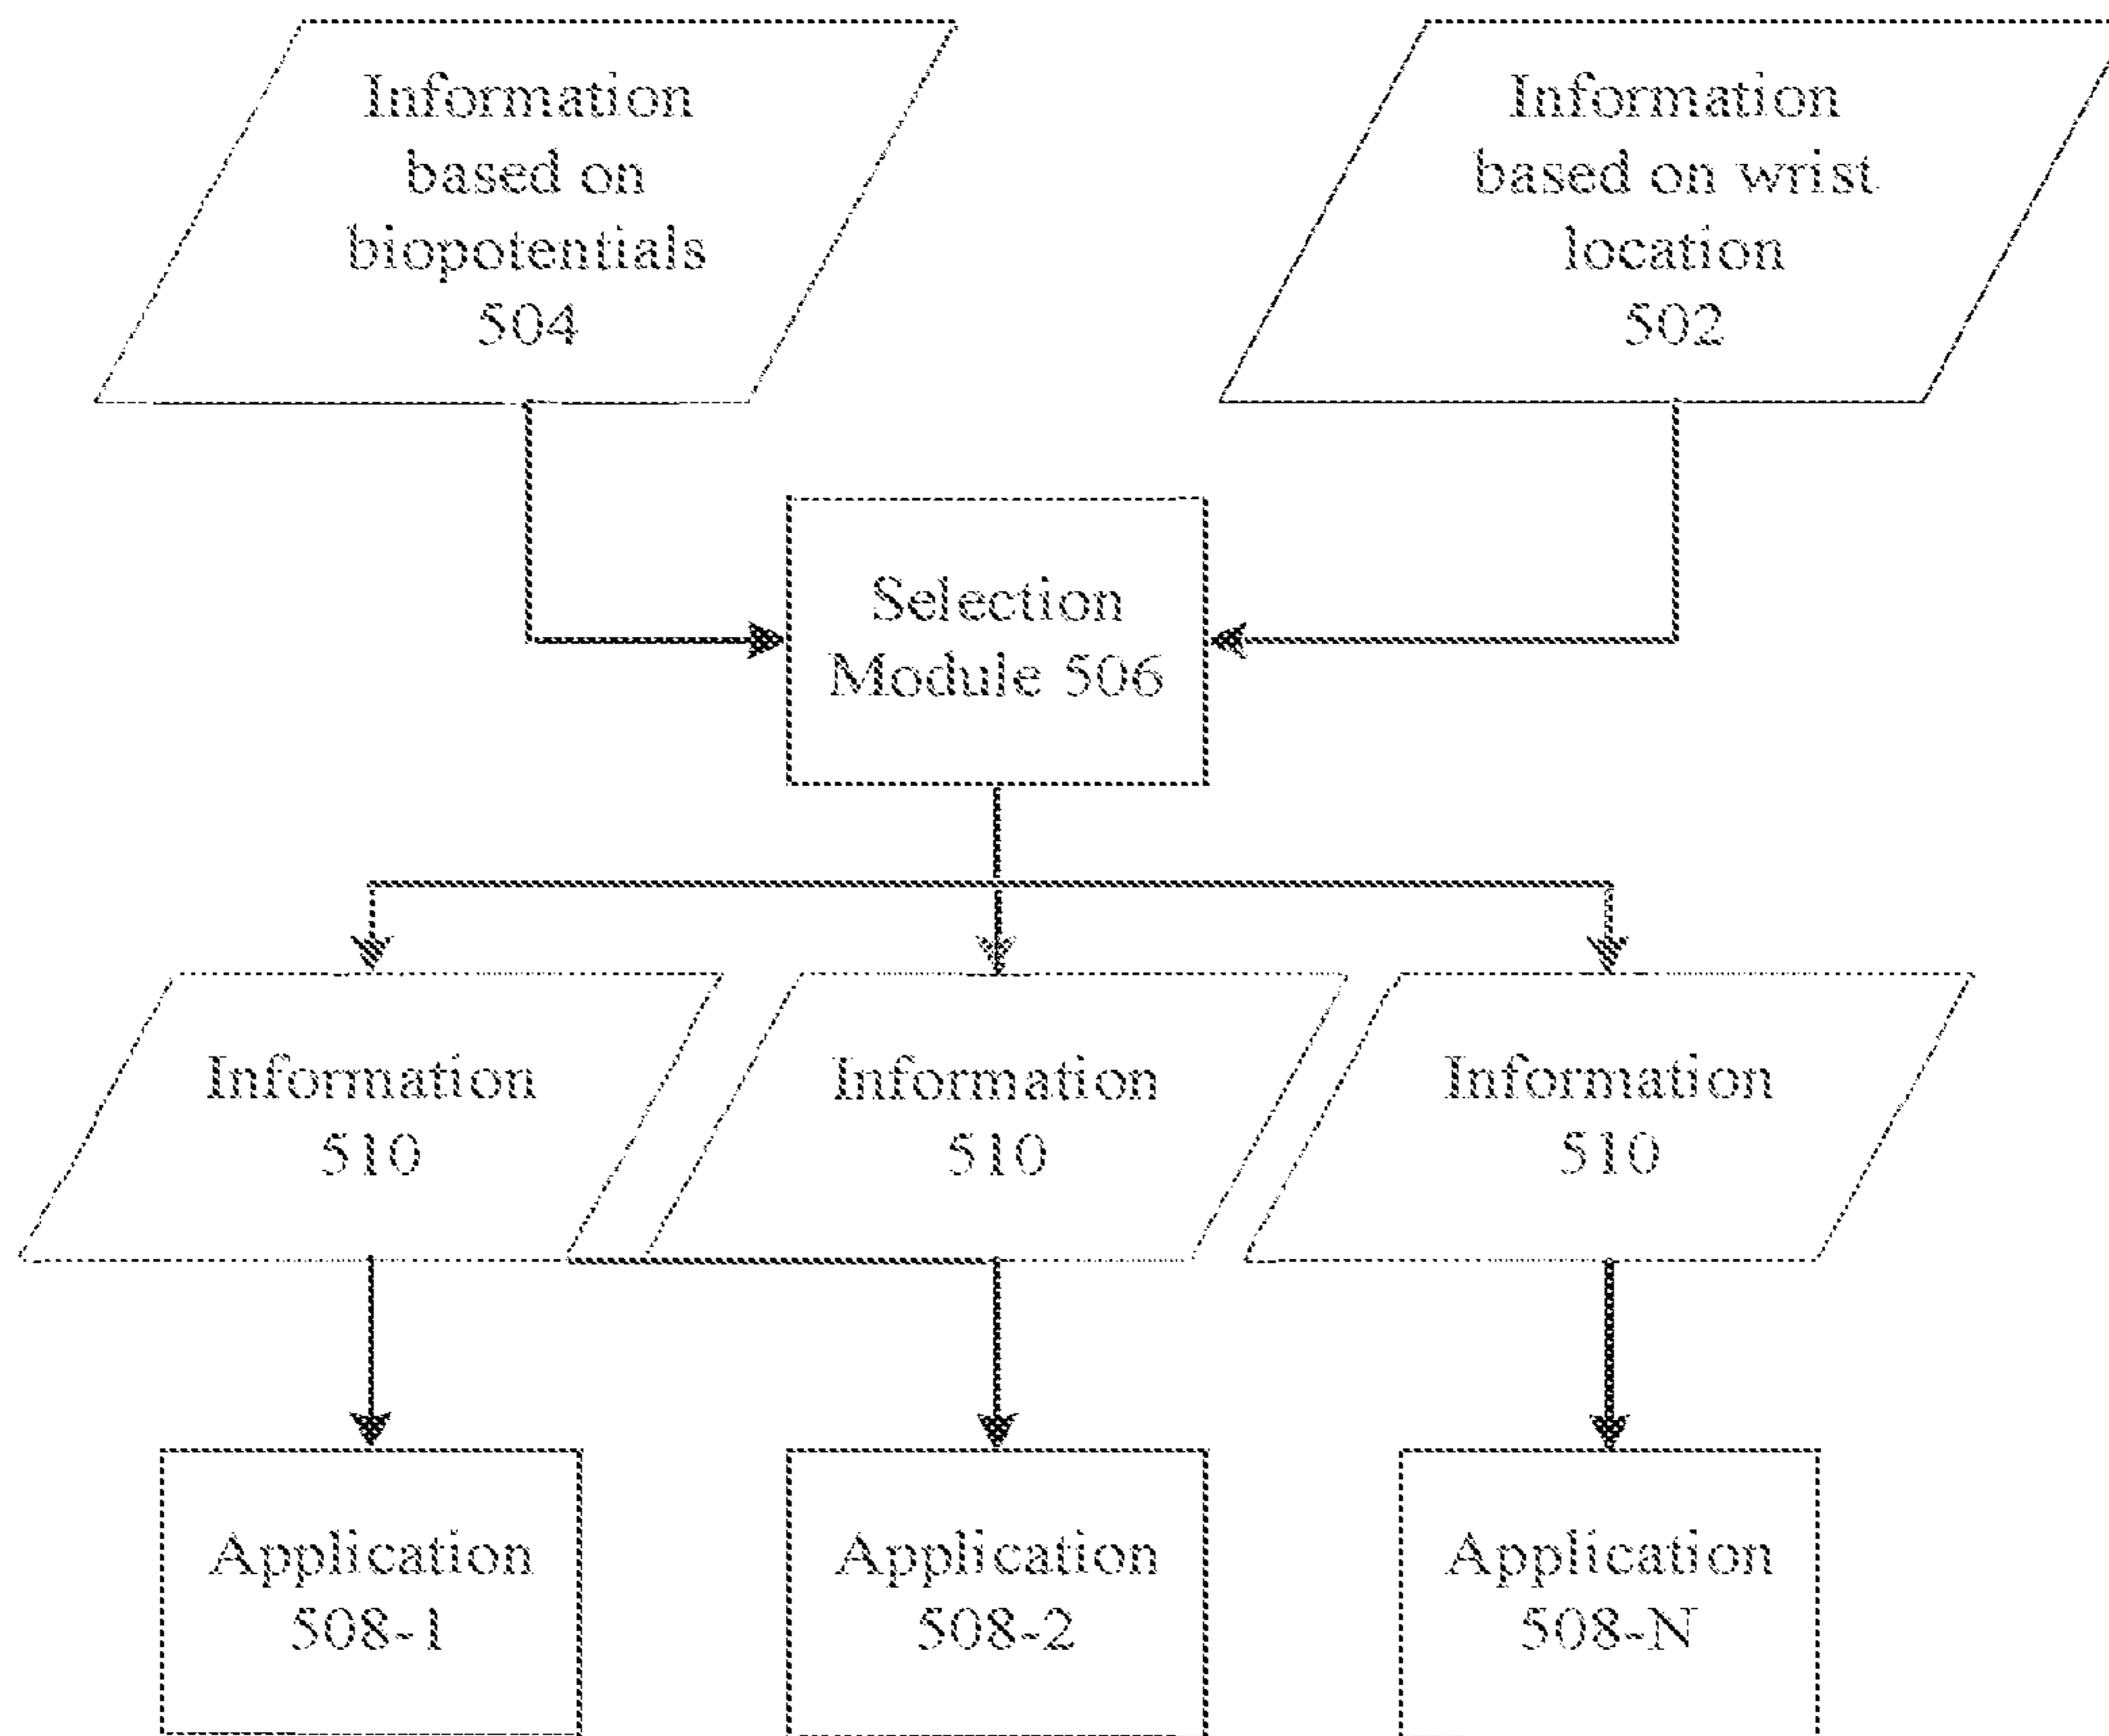 Information
based on
biopotentials
504
Information
based on wrist
location
502
Selection
Module 506
Information
510
Information
510
Information
510
Application
508-1
Application
508-2
Application
508-N